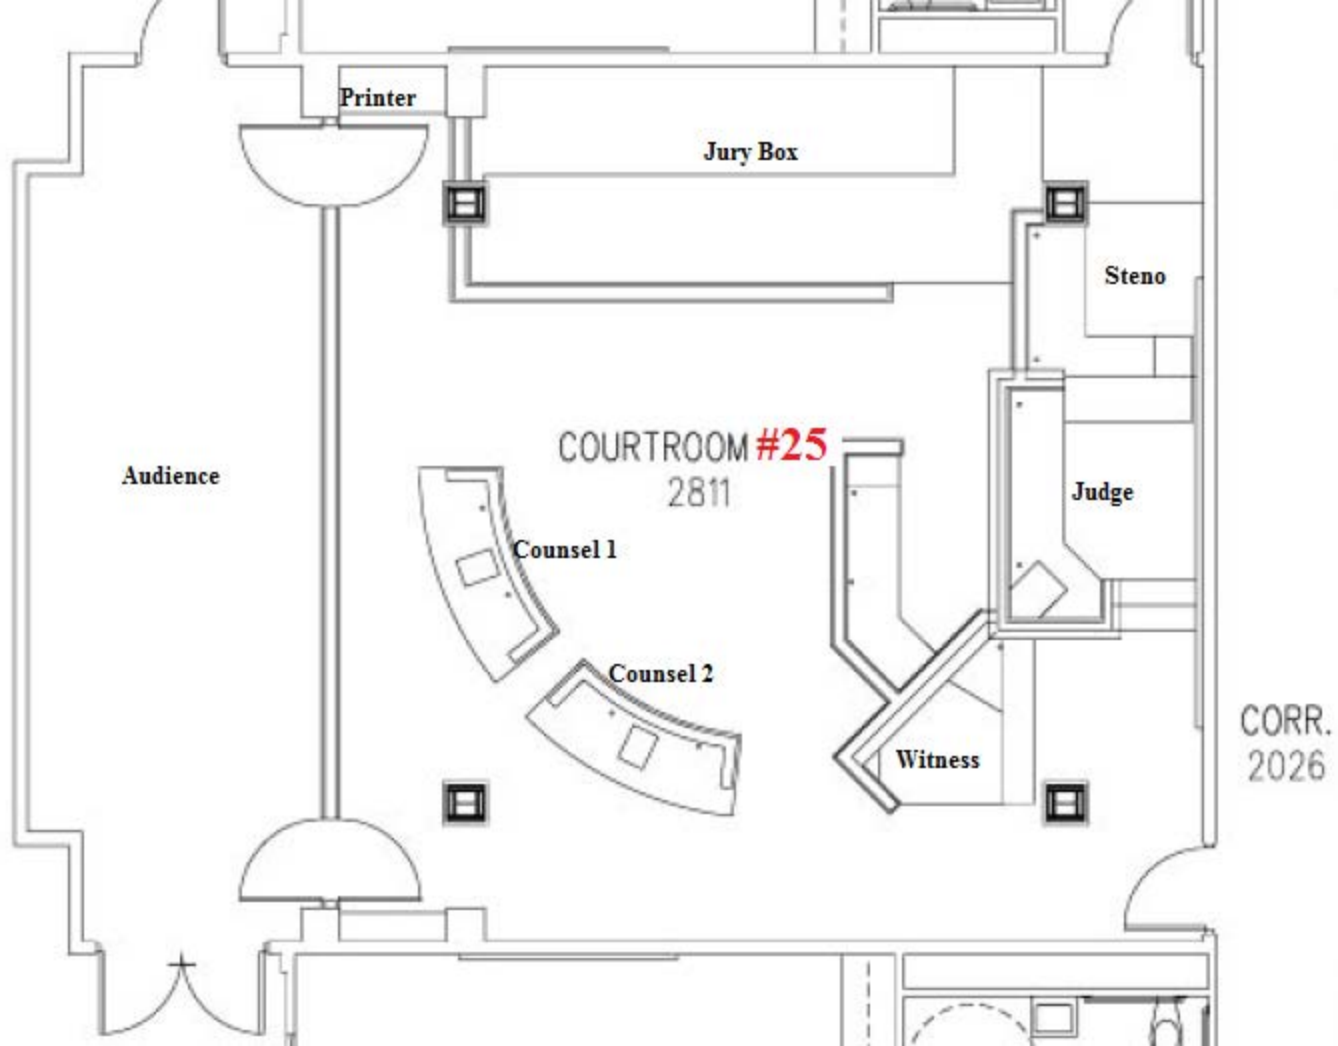 Printer
Jury Box
Steno
COURTROOM #25
2811
Audience
Judge
Counsel 1
Counsel 2
CORR.
2026
Witness